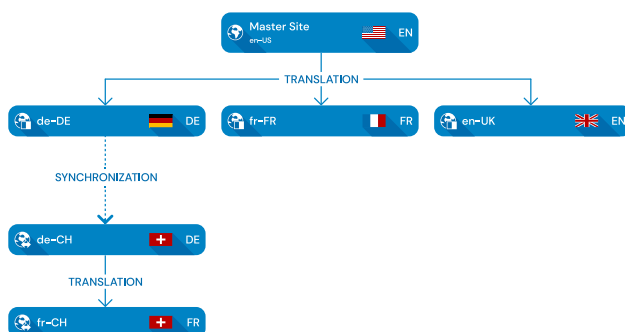 Master Site
en-US
EN
TRANSLATION
de-DE
DE
fr-FR
FR
en-UK
EN
SYNCHRONIZATION
de-CH
DE
TRANSLATION
fr-CH
FR